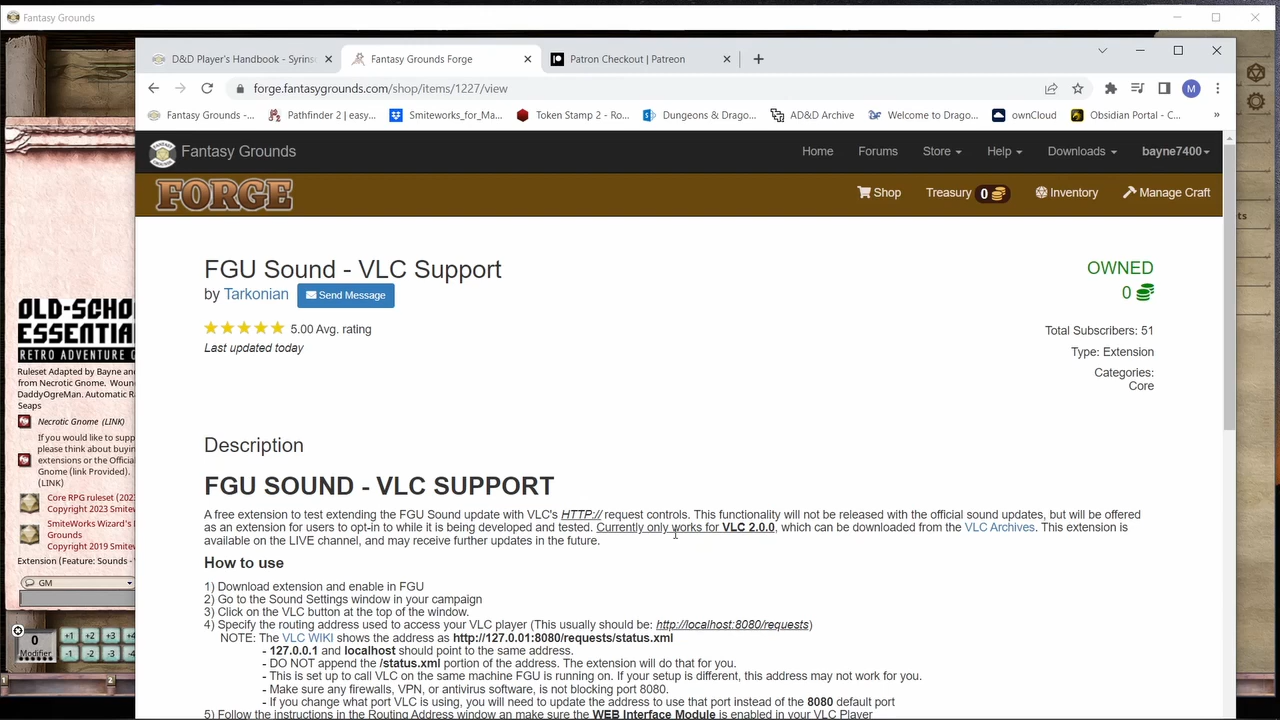 Fantasy Grounds
D&D Player's Handbook - Syrins
Fantasy Grounds Forge
Patron Checkout | Patreon
forge.fantasygrounds.com/shop/items/1227/view
M
Fantasy Grounds -...
Pathfinder 2 | easy...
Smiteworks_for_Ma...
Token Stamp 2 - Ro...
Dungeons & Drago...
AD&D Archive
Welcome to Drago...
ownCloud
Obsidian Portal - C...
»
Fantasy Grounds
Home
Forums
Store
Help
Downloads
bayne7400
FORGE
Shop
Treasury 0
Inventory
Manage Craft
FGU Sound - VLC Support
by Tarkonian Send Message
5.00 Avg. rating
Last updated today
OWNED
0
Total Subscribers: 51
Type: Extension
Categories:
Core
Description
FGU SOUND - VLC SUPPORT
A free extension to test extending the FGU Sound update with VLC's HTTP:// request controls. This functionality will not be released with the official sound updates, but will be offered
as an extension for users to opt-in to while it is being developed and tested. Currently only works for VLC 2.0.0, which can be downloaded from the VLC Archives. This extension is
available on the LIVE channel, and may receive further updates in the future.
How to use
1) Download extension and enable in FGU
2) Go to the Sound Settings window in your campaign
3) Click on the VLC button at the top of the window.
4) Specify the routing address used to access your VLC player (This usually should be: http://localhost:8080/requests)
NOTE: The VLC WIKI shows the address as http://127.0.01:8080/requests/status.xml
- 127.0.0.1 and localhost should point to the same address.
- DO NOT append the /status.xml portion of the address. The extension will do that for you.
- This is set up to call VLC on the same machine FGU is running on. If your setup is different, this address may not work for you.
- Make sure any firewalls, VPN, or antivirus software, is not blocking port 8080.
- If you change what port VLC is using, you will need to update the address to use that port instead of the 8080 default port
5) Follow the instructions in the Routing Address window an make sure the WEB Interface Module is enabled in your VLC Player
OLD-SCHO
ESSENTIA
RETRO ADVENTURE G
Ruleset Adapted by Bayne and
from Necrotic Gnome. Woun
DaddyOgreMan. Automatic R
Seaps
Necrotic Gnome (LINK)
If you would like to supp
please think about buyin
extensions or the Officia
Gnome (link Provided).
(LINK)
Core RPG ruleset (202
Copyright 2023 Smitew
SmiteWorks Wizard's
Grounds
Copyright 2019 Smitew
Extension (Feature: Sounds -
GM
0
Modifier
+1
+2
+3
+4
-1
-2
-3
-4
1
2
ts